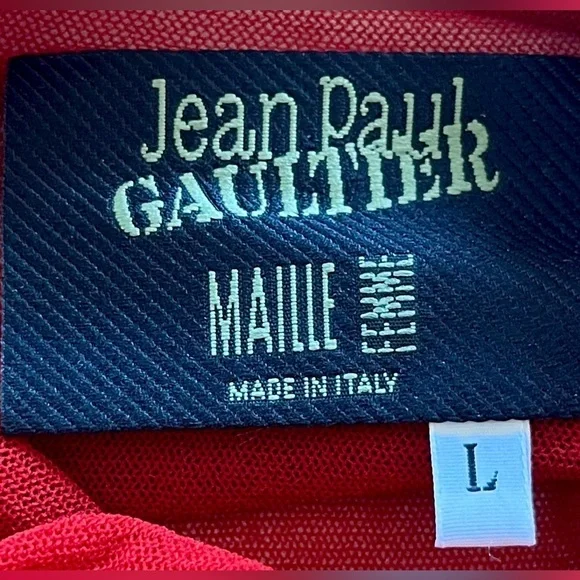 Jean Paul
GAULTIER
MAILLE FEMME
MADE IN ITALY
L